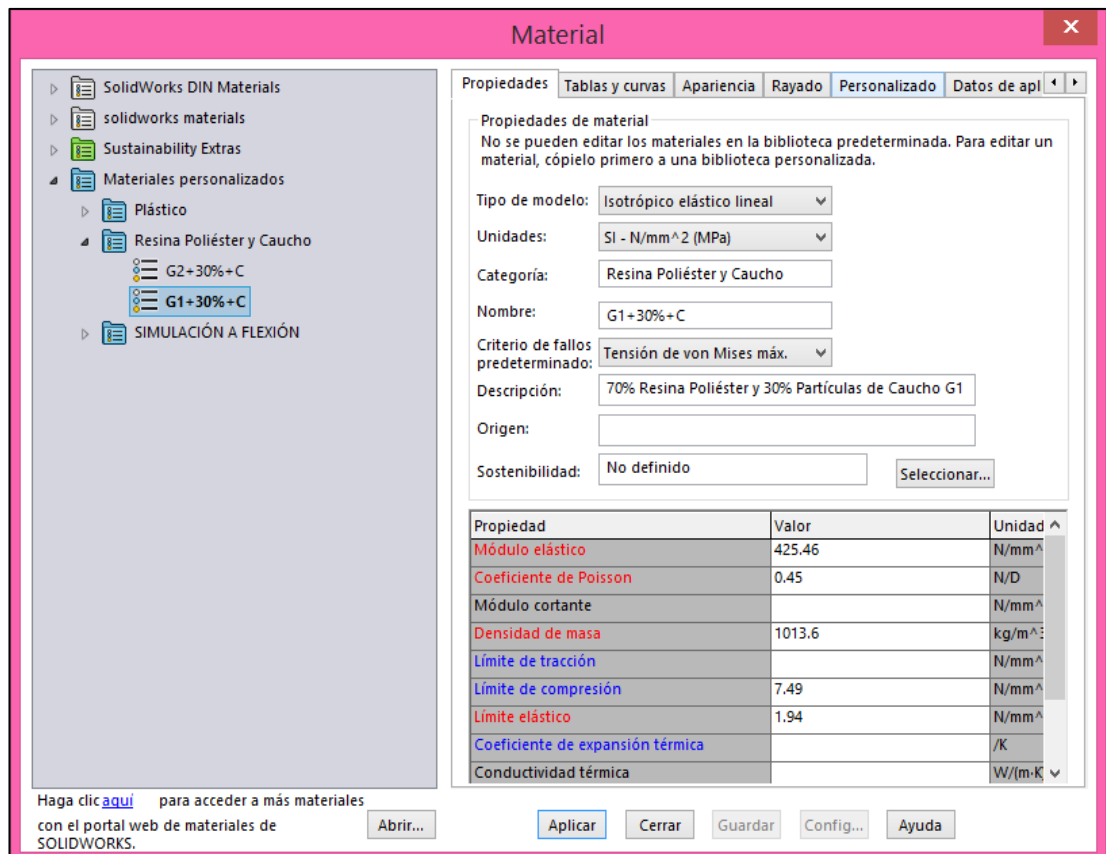 Material
SolidWorks DIN Materials
solidworks materials
Sustainability Extras
Materiales personalizados
Plástico
Resina Poliéster y Caucho
G2+30%+C
G1+30%+C
SIMULACIÓN A FLEXIÓN
Haga clic aquí para acceder a más materiales
con el portal web de materiales de
SOLIDWORKS.
Abrir...
Propiedades Tablas y curvas Apariencia Rayado Personalizado Datos de apl
Propiedades de material
No se pueden editar los materiales en la biblioteca predeterminada. Para editar un
material, cópielo primero a una biblioteca personalizada.
Tipo de modelo: Isotrópico elástico lineal
Unidades: SI - N/mm^2 (MPa)
Categoría: Resina Poliéster y Caucho
Nombre: G1+30%+C
Criterio de fallos
predeterminado: Tensión de von Mises máx.
Descripción: 70% Resina Poliéster y 30% Partículas de Caucho G1
Origen:
Sostenibilidad: No definido Seleccionar...
Propiedad Valor Unidad
Módulo elástico 425.46 N/mm^
Coeficiente de Poisson 0.45 N/D
Módulo cortante N/mm^
Densidad de masa 1013.6 kg/m^3
Límite de tracción N/mm^
Límite de compresión 7.49 N/mm^
Límite elástico 1.94 N/mm^
Coeficiente de expansión térmica /K
Conductividad térmica W/(m·K
Aplicar Cerrar Guardar Config... Ayuda